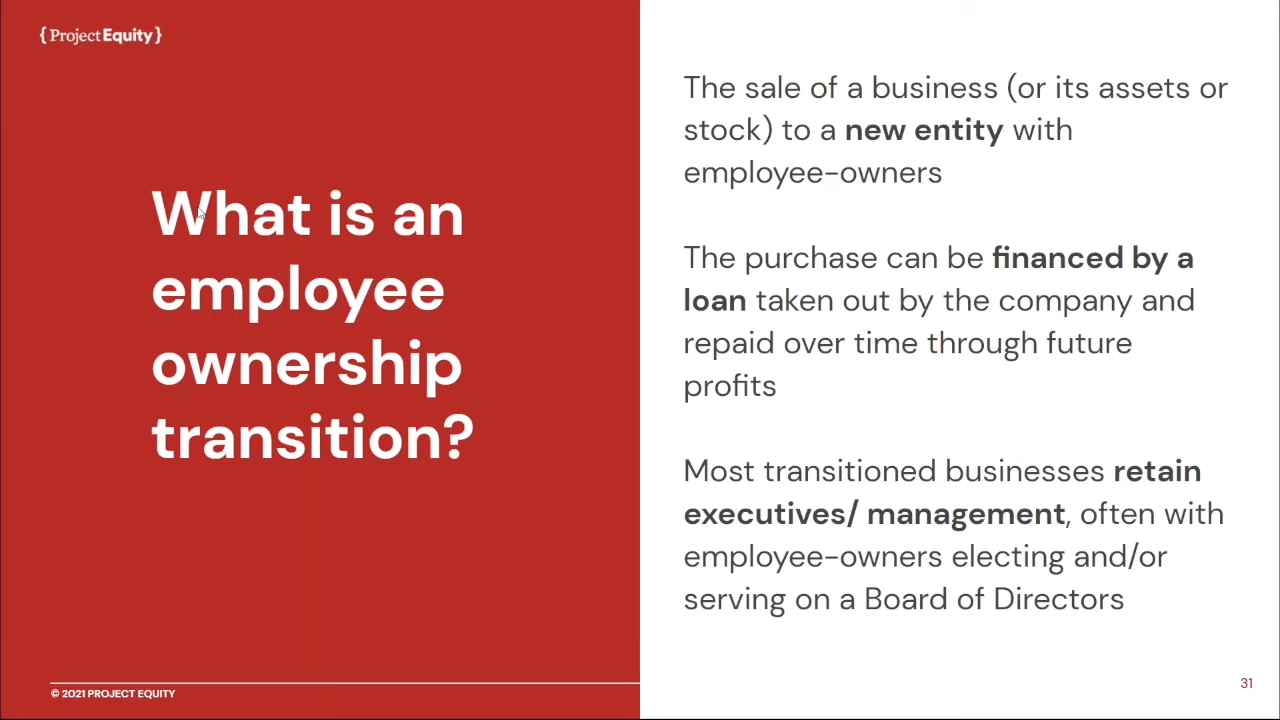 { Project Equity }
What is an
employee
ownership
transition?
© 2021 PROJECT EQUITY
The sale of a business (or its assets or
stock) to a new entity with
employee-owners
The purchase can be financed by a
loan taken out by the company and
repaid over time through future
profits
Most transitioned businesses retain
executives/ management, often with
employee-owners electing and/or
serving on a Board of Directors
31